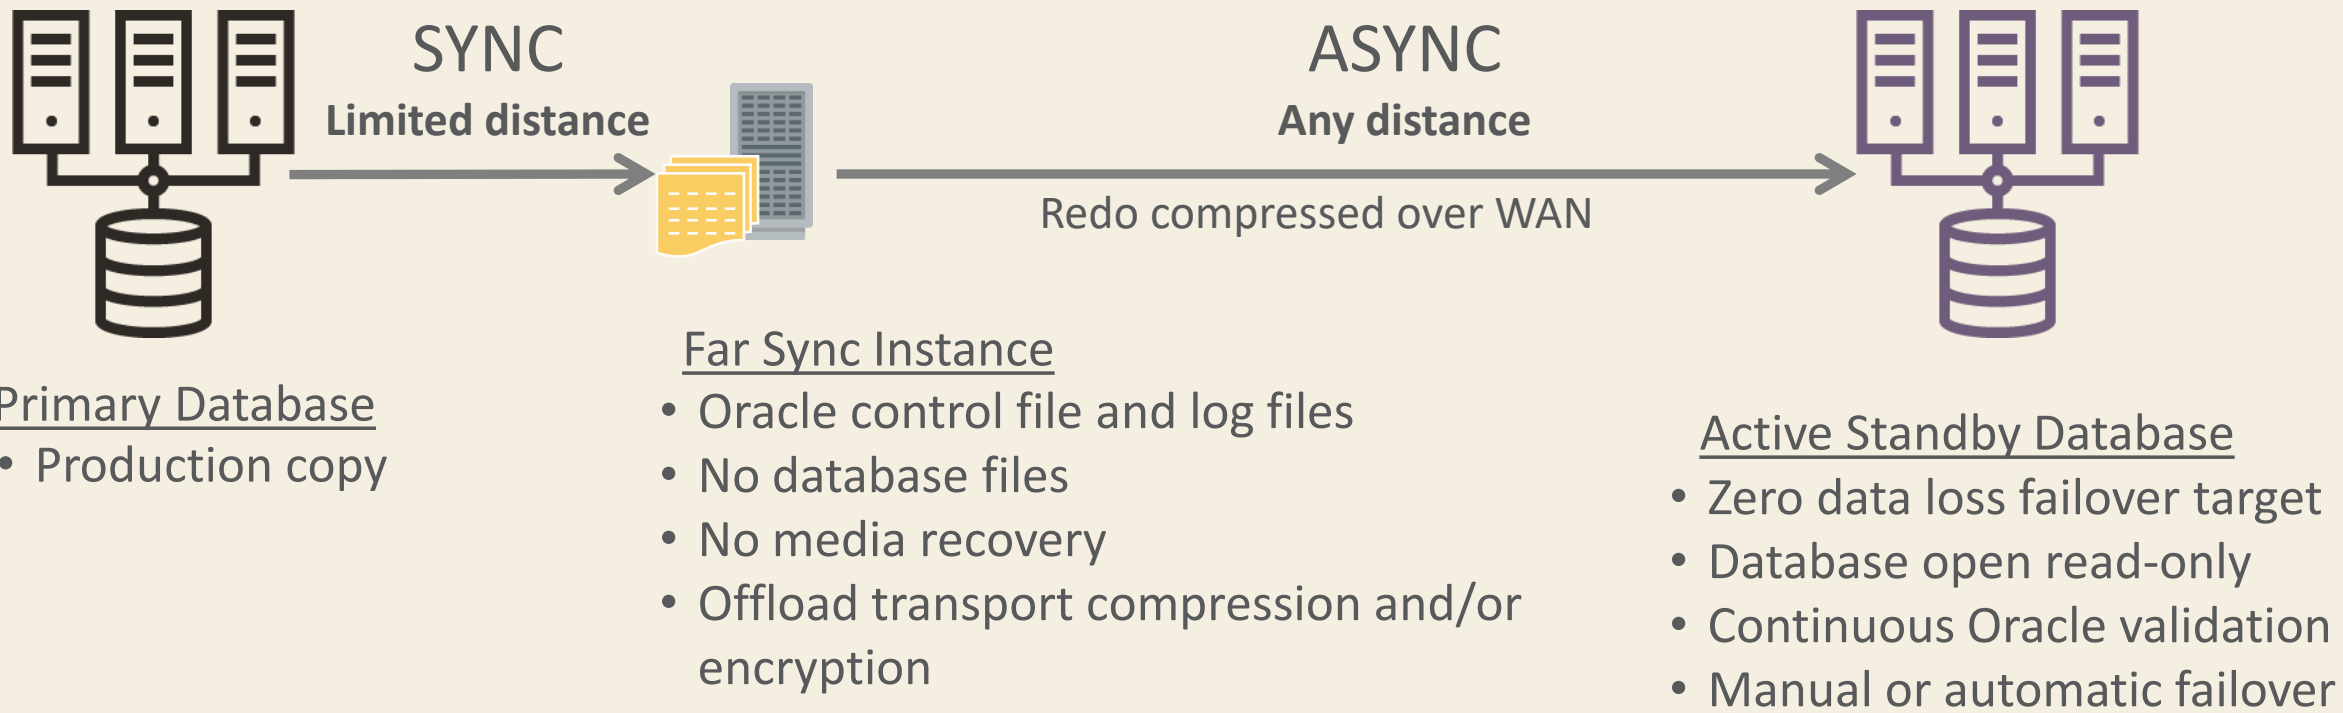 SYNC
Limited distance
ASYNC
Any distance
Redo compressed over WAN
Primary Database
• Production copy
Far Sync Instance
• Oracle control file and log files
• No database files
• No media recovery
• Offload transport compression and/or
encryption
Active Standby Database
• Zero data loss failover target
• Database open read-only
• Continuous Oracle validation
• Manual or automatic failover